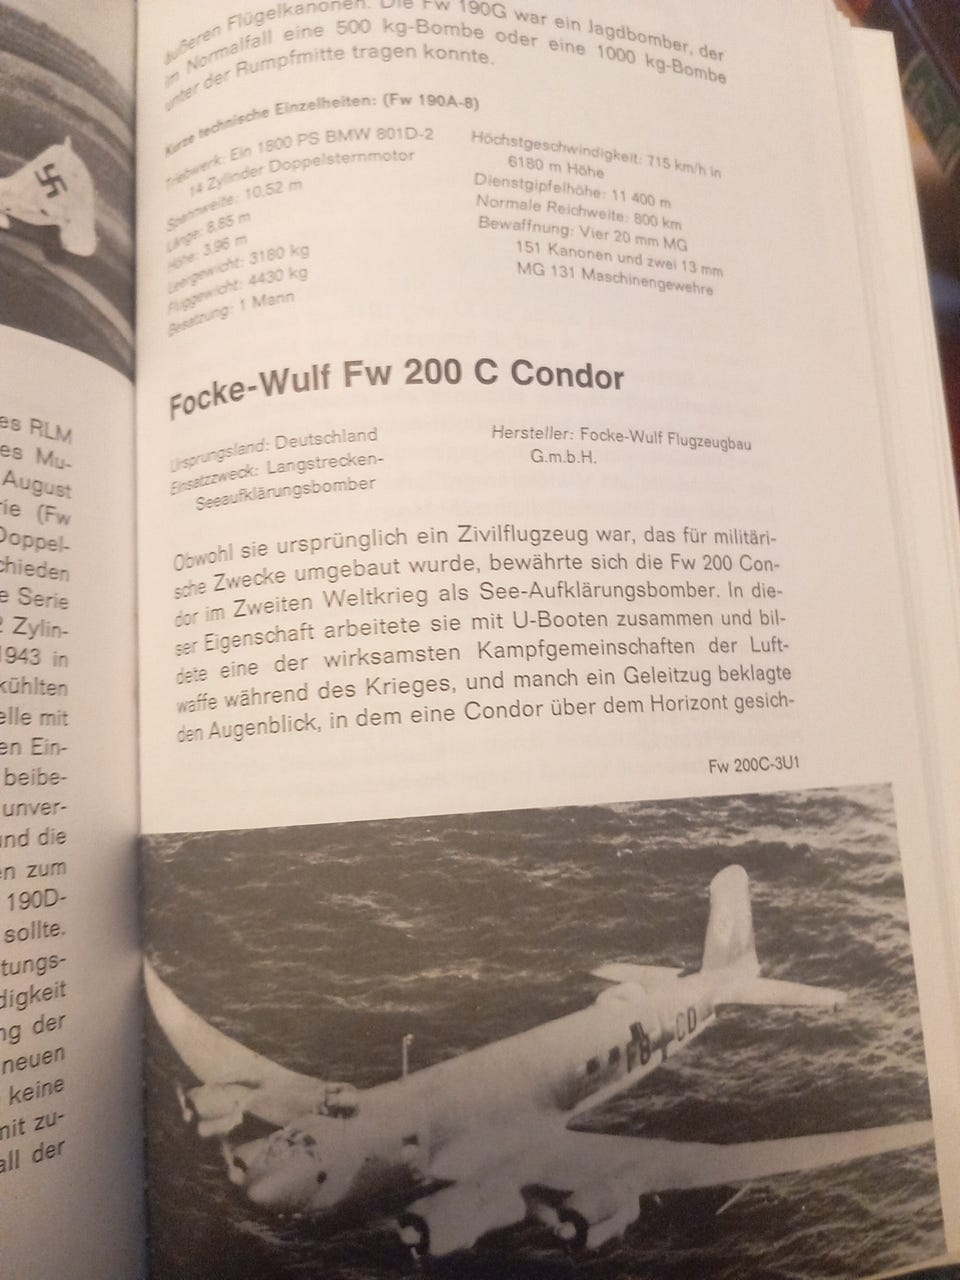 es RLM
es Mu-
August
rie (Fw
Doppel-
chieden
e Serie
2 Zylin-
1943 in
kühlten
elle mit
en Ein-
beibe-
unver-
und die
en zum
190D-
sollte.
tungs-
digkeit
ng der
neuen
keine
mit zu-
all der
äußeren Flügelkanonen. Die Fw 190G war ein Jagdbomber, der
im Normalfall eine 500 kg-Bombe oder eine 1000 kg-Bombe
unter der Rumpfmitte tragen konnte.
Kurze technische Einzelheiten: (Fw 190A-8)
Triebwerk: Ein 1800 PS BMW 801D-2
14 Zylinder Doppelsternmotor
Spannweite: 10,52 m
Länge: 8,85 m
Höhe: 3,96 m
Leergewicht: 3180 kg
Fluggewicht: 4430 kg
Besatzung: 1 Mann
Höchstgeschwindigkeit: 715 km/h in
6180 m Höhe
Dienstgipfelhöhe: 11 400 m
Normale Reichweite: 800 km
Bewaffnung: Vier 20 mm MG
151 Kanonen und zwei 13 mm
MG 131 Maschinengewehre
Focke-Wulf Fw 200 C Condor
Ursprungsland: Deutschland
Einsatzzweck: Langstrecken-
Seeaufklärungsbomber
Hersteller: Focke-Wulf Flugzeugbau
G.m.b.H.
Obwohl sie ursprünglich ein Zivilflugzeug war, das für militäri-
sche Zwecke umgebaut wurde, bewährte sich die Fw 200 Con-
dor im Zweiten Weltkrieg als See-Aufklärungsbomber. In die-
ser Eigenschaft arbeitete sie mit U-Booten zusammen und bil-
dete eine der wirksamsten Kampfgemeinschaften der Luft-
waffe während des Krieges, und manch ein Geleitzug beklagte
den Augenblick, in dem eine Condor über dem Horizont gesich-
Fw 200C-3U1
F8 CD